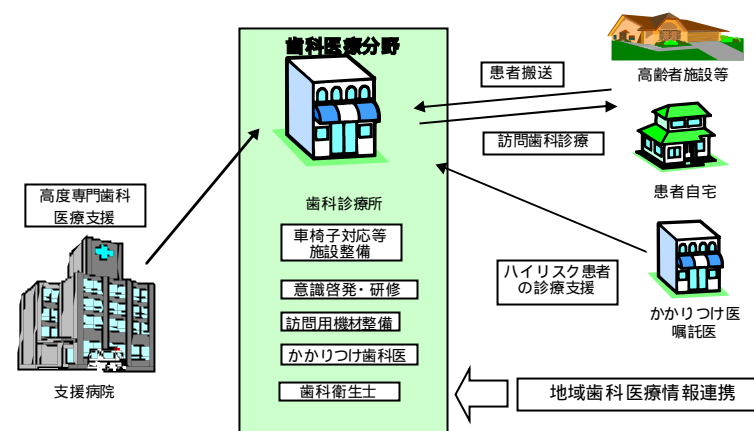 歯科医療分野
患者搬送
高齢者施設等
訪問歯科診療
患者自宅
高度専門歯科
医療支援
歯科診療所
車椅子対応等
施設整備
ハイリスク患者
の診療支援
意識啓発・研修
かかりつけ医
嘱託医
訪問用機材整備
かかりつけ歯科医
支援病院
歯科衛生士
地域歯科医療情報連携